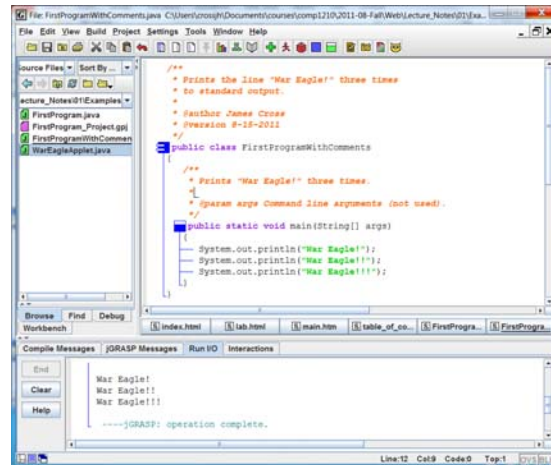 File: FirstProgramWithComments.java C:\Users\crossjh\Documents\courses\comp1210\2011-08-Fall\Web\Lecture_Notes\01\Exa...
File Edit View Build Project Settings Tools Window Help
Source Files Sort By ...
ecture_Notes\01\Examples
FirstProgram.java
FirstProgram_Project.gpj
FirstProgramWithCommen
WarEagleApplet.java
Browse Find Debug
Workbench
/**
* Prints the line "War Eagle!" three times
* to standard output.
*
* @author James Cross
* @version 8-15-2011
*/
public class FirstProgramWithComments
{
/**
* Prints "War Eagle!" three times.
*
* @param args Command line arguments (not used).
*/
public static void main(String[] args)
{
System.out.println("War Eagle!");
System.out.println("War Eagle!!");
System.out.println("War Eagle!!!");
}
}
index.html lab.html main.htm table_of_co... FirstProgra... FirstProgra...
Compile Messages jGRASP Messages Run I/O Interactions
End
Clear
Help
War Eagle!
War Eagle!!
War Eagle!!!
----jGRASP: operation complete.
Line:12 Col:9 Code:0 Top:1 OVS BL